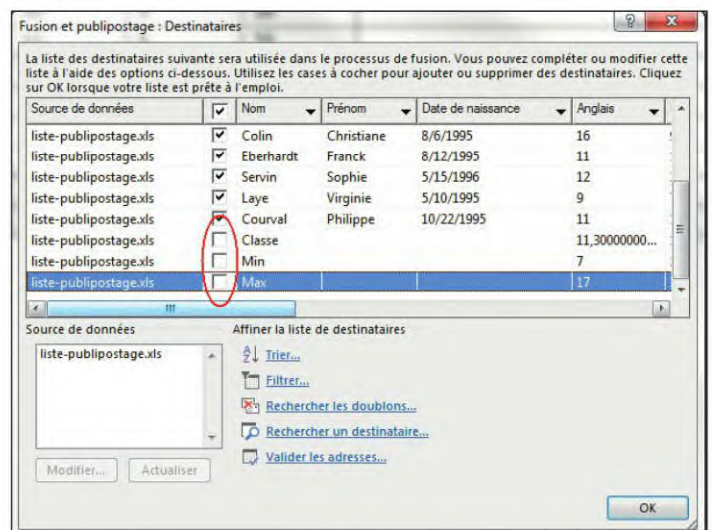 Fusion et publipostage : Destinataires
La liste des destinataires suivante sera utilisée dans le processus de fusion. Vous pouvez compléter ou modifier cette
liste à l'aide des options ci-dessous. Utilisez les cases à cocher pour ajouter ou supprimer des destinataires. Cliquez
sur OK lorsque votre liste est prête à l'emploi.
Source de données Nom Prénom Date de naissance Anglais
liste-publipostage.xls Colin Christiane 8/6/1995 16
liste-publipostage.xls Eberhardt Franck 8/12/1995 11
liste-publipostage.xls Servin Sophie 5/15/1996 12
liste-publipostage.xls Laye Virginie 5/10/1995 9
liste-publipostage.xls Courval Philippe 10/22/1995 11
liste-publipostage.xls Classe 11,30000000...
liste-publipostage.xls Min 7
liste-publipostage.xls Max 17
Source de données
liste-publipostage.xls
Modifier... Actualiser
Affiner la liste de destinataires
Trier...
Filtrer...
Rechercher les doublons...
Rechercher un destinataire...
Valider les adresses...
OK